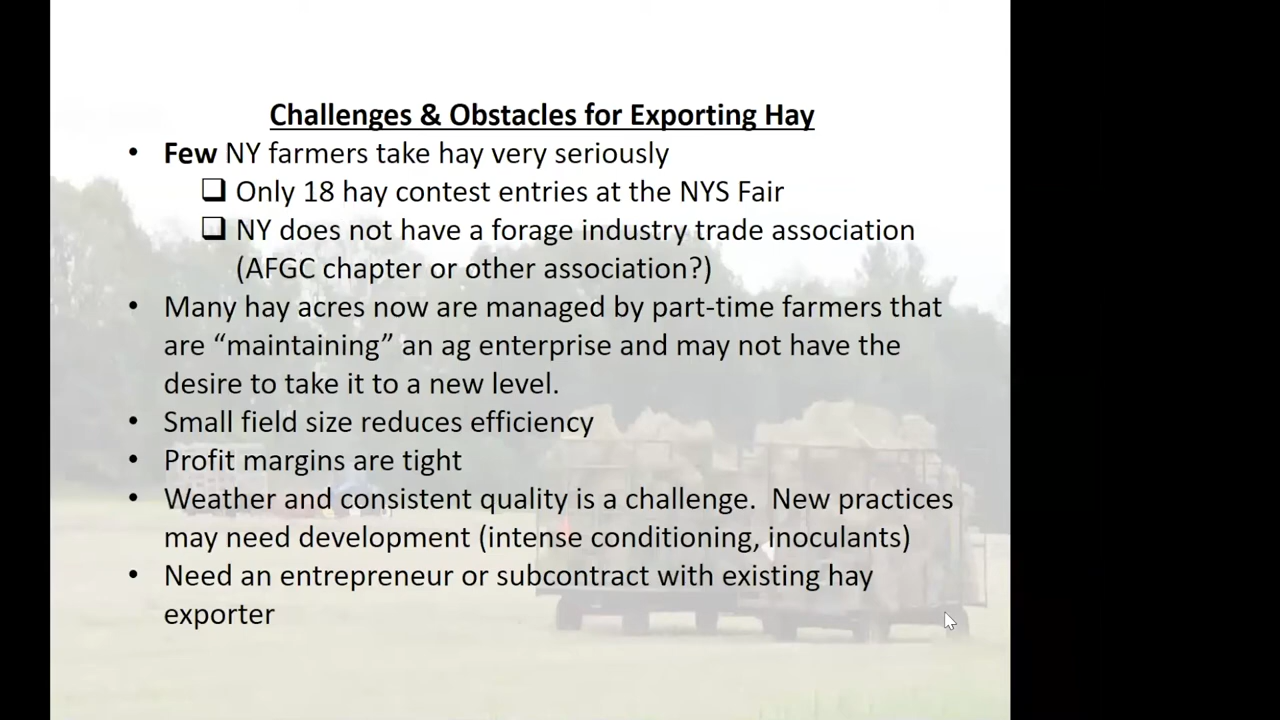 Challenges & Obstacles for Exporting Hay
• Few NY farmers take hay very seriously
❑ Only 18 hay contest entries at the NYS Fair
❑ NY does not have a forage industry trade association
(AFGC chapter or other association?)
• Many hay acres now are managed by part-time farmers that
are “maintaining” an ag enterprise and may not have the
desire to take it to a new level.
• Small field size reduces efficiency
• Profit margins are tight
• Weather and consistent quality is a challenge.  New practices
may need development (intense conditioning, inoculants)
• Need an entrepreneur or subcontract with existing hay
exporter